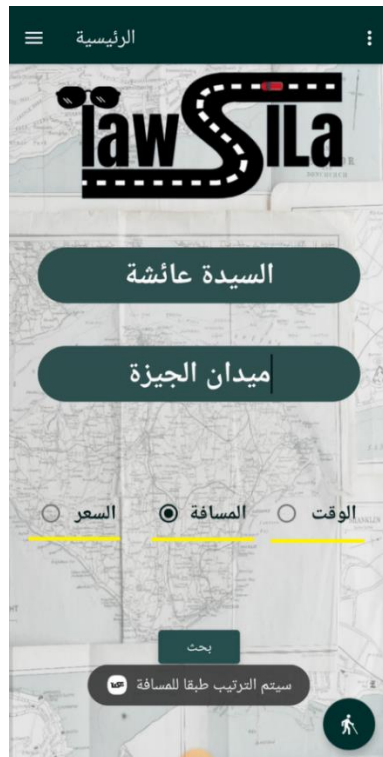 الرئيسية
TawSILa
السيدة عائشة
ميدان الجيزة
الوقت
المسافة
السعر
بحث
سيتم الترتيب طبقا للمسافة